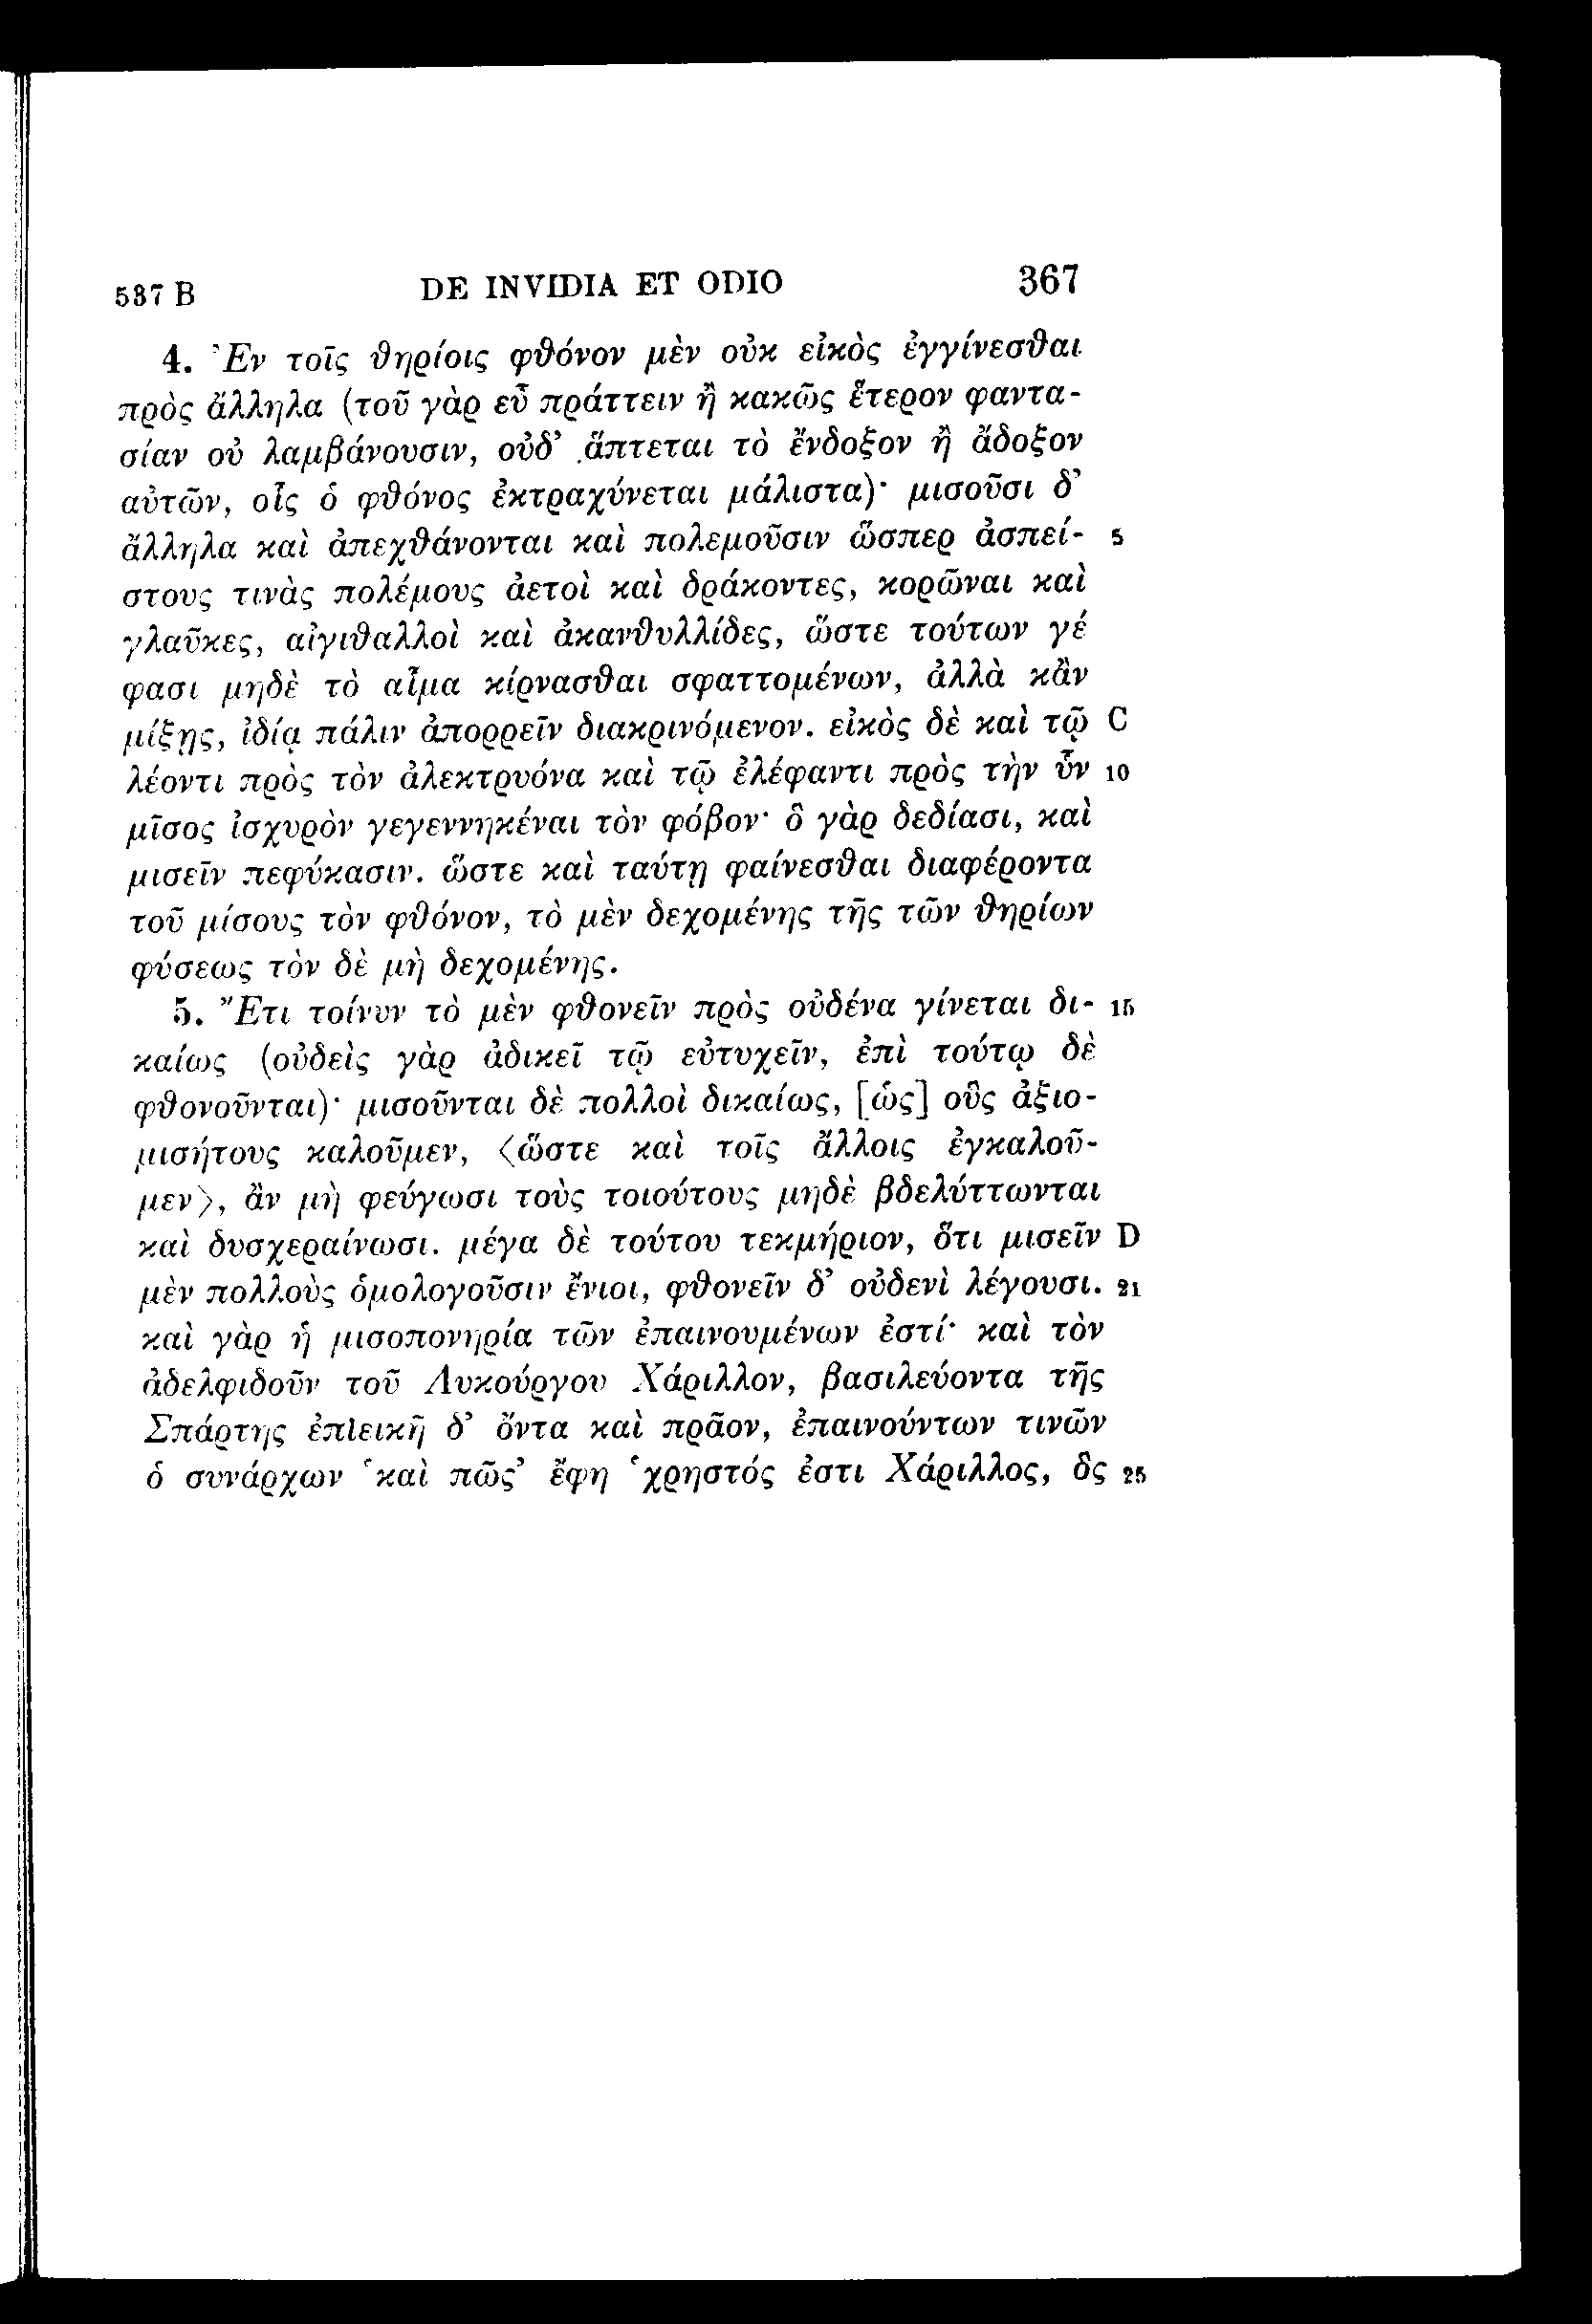 537 B DE INVIDIA ET ODIO 367
4. Ἐν τοῖς θηρίοις φθόνον μὲν οὐκ εἰκὸς ἐγγίνεσθαι
πρὸς ἄλληλα (τοῦ γὰρ εὖ πράττειν ἢ κακῶς ἕτερον φαντα-
σίαν οὐ λαμβάνουσιν, οὐδ’ ἅπτεται τὸ ἔνδοξον ἢ ἄδοξον
αὐτῶν, οἷς ὁ φθόνος ἐκτραχύνεται μάλιστα)· μισοῦσι δ’
ἄλληλα καὶ ἀπεχθάνονται καὶ πολεμοῦσιν ὥσπερ ἀσπεί- 5
στους τινὰς πολέμους ἀετοὶ καὶ δράκοντες, κορῶναι καὶ
γλαῦκες, αἰγιθαλλοὶ καὶ ἀκανθυλλίδες, ὥστε τούτων γέ
φασι μηδὲ τὸ αἷμα κίρνασθαι σφαττομένων, ἀλλὰ κἂν
μίξῃς, ἰδίᾳ πάλιν ἀπορρεῖν διακρινόμενον. εἰκὸς δὲ καὶ τῷ C
λέοντι πρὸς τὸν ἀλεκτρυόνα καὶ τῷ ἐλέφαντι πρὸς τὴν ὗν 10
μῖσος ἰσχυρὸν γεγεννηκέναι τὸν φόβον· ὃ γὰρ δεδίασι, καὶ
μισεῖν πεφύκασιν. ὥστε καὶ ταύτῃ φαίνεσθαι διαφέροντα
τοῦ μίσους τὸν φθόνον, τὸ μὲν δεχομένης τῆς τῶν θηρίων
φύσεως τὸν δὲ μὴ δεχομένης.
5. Ἔτι τοίνυν τὸ μὲν φθονεῖν πρὸς οὐδένα γίνεται δι- 15
καίως (οὐδεὶς γὰρ ἀδικεῖ τῷ εὐτυχεῖν, ἐπὶ τούτῳ δὲ
φθονοῦνται)· μισοῦνται δὲ πολλοὶ δικαίως, [ὡς] οὓς ἀξιο-
μισήτους καλοῦμεν, <ὥστε καὶ τοῖς ἄλλοις ἐγκαλοῦ-
μεν>, ἂν μὴ φεύγωσι τοὺς τοιούτους μηδὲ βδελύττωνται
καὶ δυσχεραίνωσι. μέγα δὲ τούτου τεκμήριον, ὅτι μισεῖν D
μὲν πολλοὺς ὁμολογοῦσιν ἔνιοι, φθονεῖν δ’ οὐδενὶ λέγουσι. 21
καὶ γὰρ ἡ μισοπονηρία τῶν ἐπαινουμένων ἐστί· καὶ τὸν
ἀδελφιδοῦν τοῦ Λυκούργου Χάριλλον, βασιλεύοντα τῆς
Σπάρτης ἐπιεικῆ δ’ ὄντα καὶ πρᾶον, ἐπαινούντων τινῶν
ὁ συνάρχων ‘καὶ πῶς’ ἔφη ‘χρηστός ἐστι Χάριλλος, ὃς 25